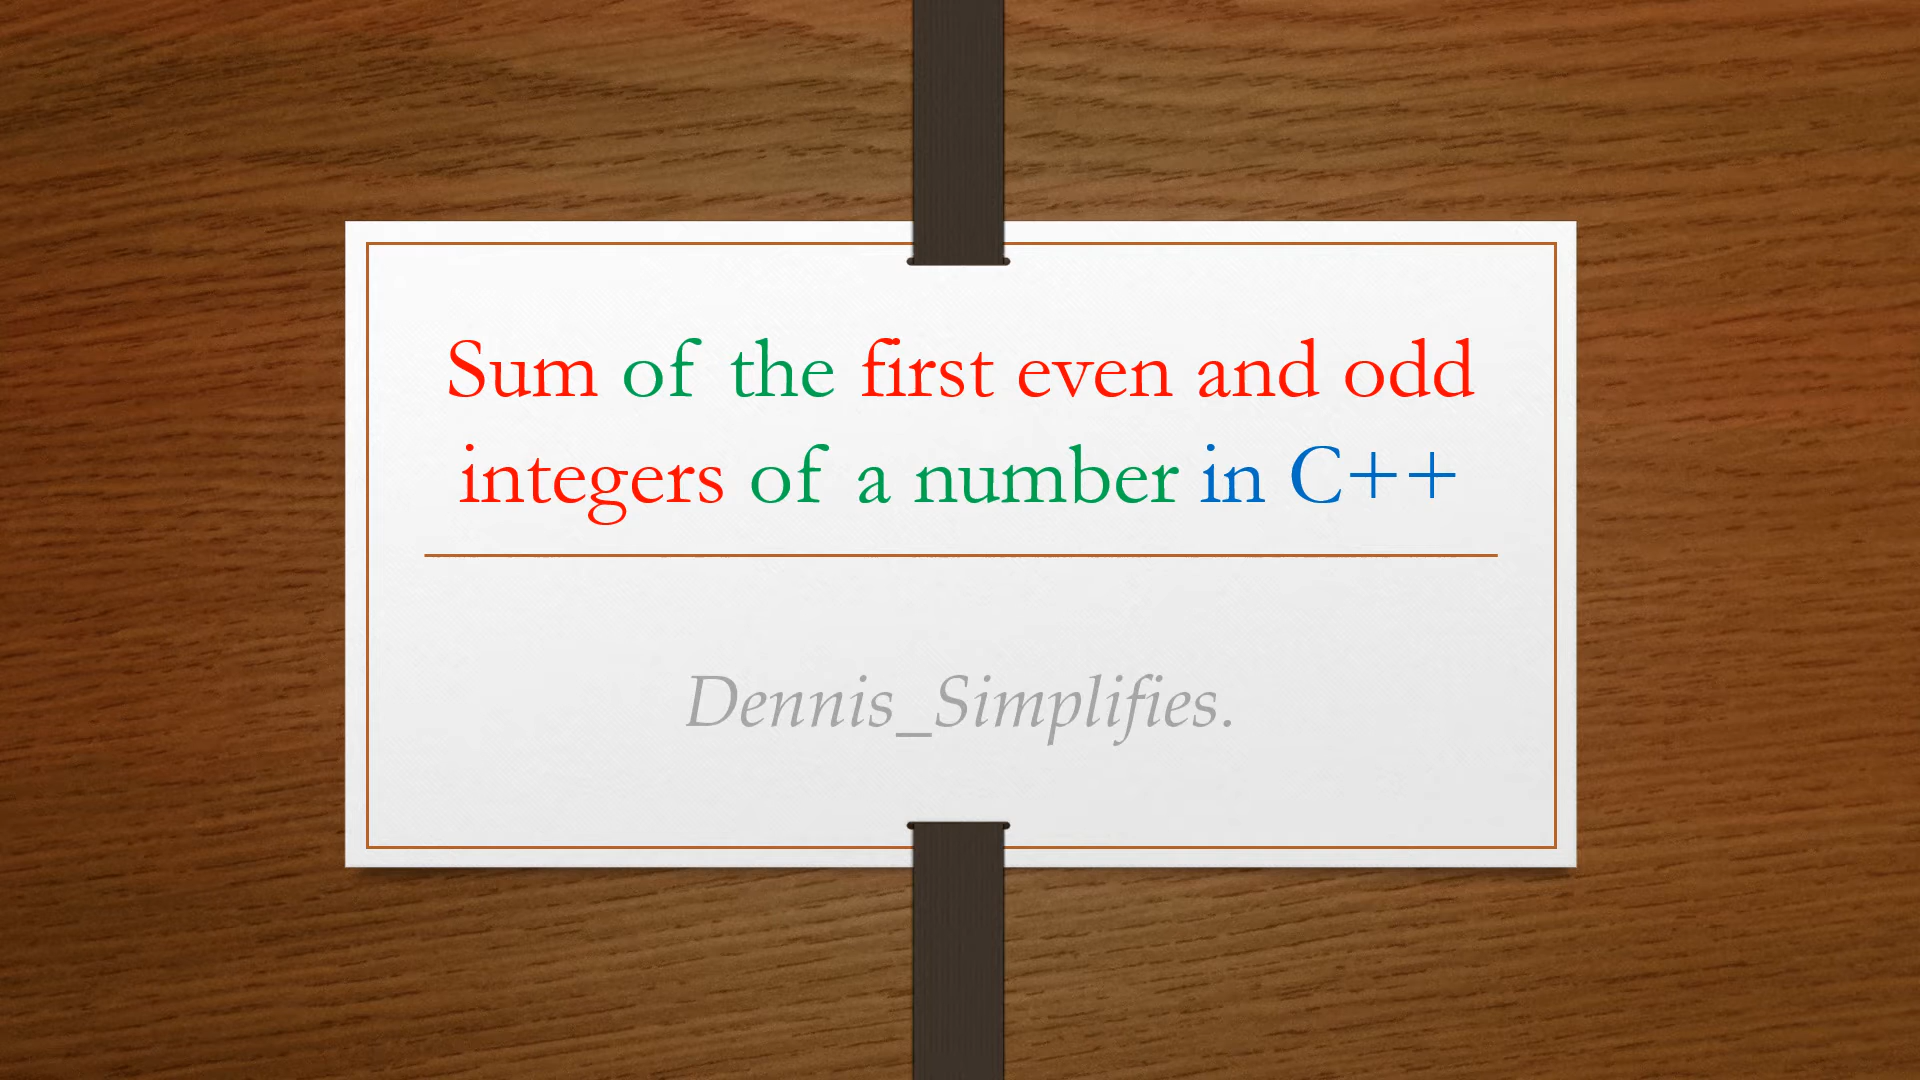 Sum of the first even and odd
integers of a number in C++
Dennis_Simplifies.